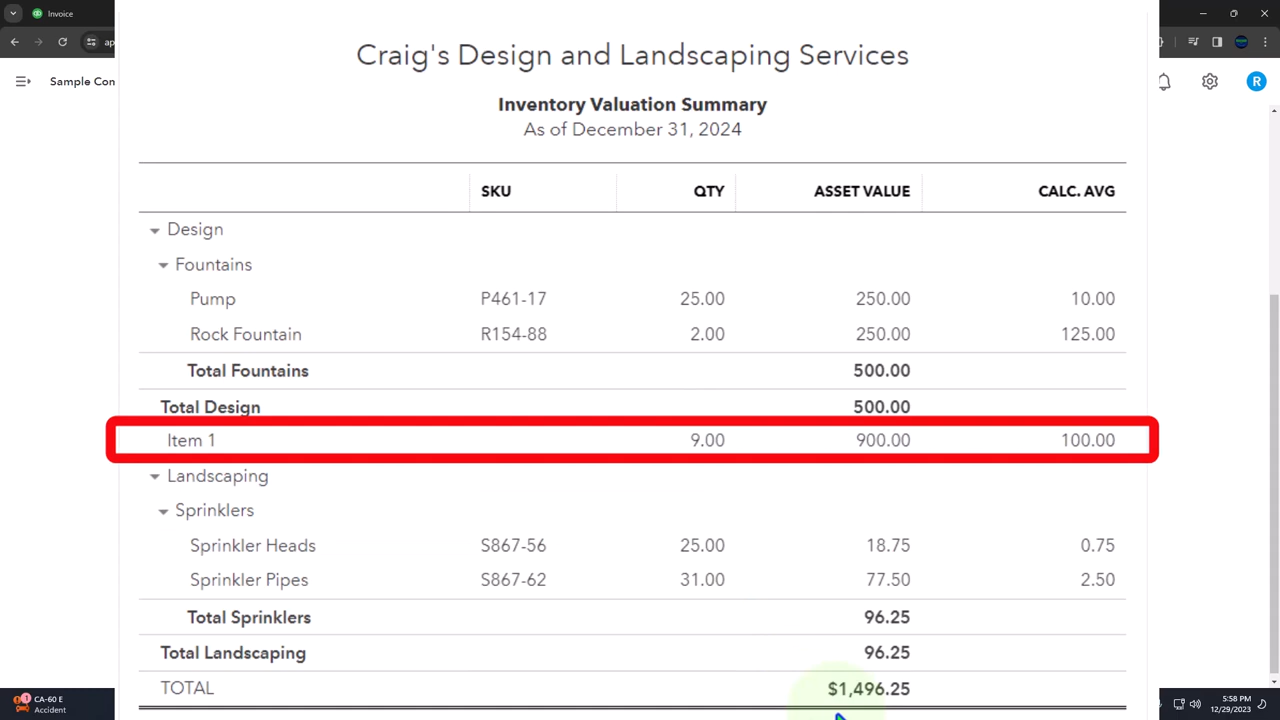 Invoice
ap
Sample Con
R
Craig's Design and Landscaping Services
Inventory Valuation Summary
As of December 31, 2024
SKU QTY ASSET VALUE CALC. AVG
Design
Fountains
Pump P461-17 25.00 250.00 10.00
Rock Fountain R154-88 2.00 250.00 125.00
Total Fountains 500.00
Total Design 500.00
Item 1 9.00 900.00 100.00
Landscaping
Sprinklers
Sprinkler Heads S867-56 25.00 18.75 0.75
Sprinkler Pipes S867-62 31.00 77.50 2.50
Total Sprinklers 96.25
Total Landscaping 96.25
TOTAL $1,496.25
1
CA-60 E
Accident
5:58 PM
12/29/2023